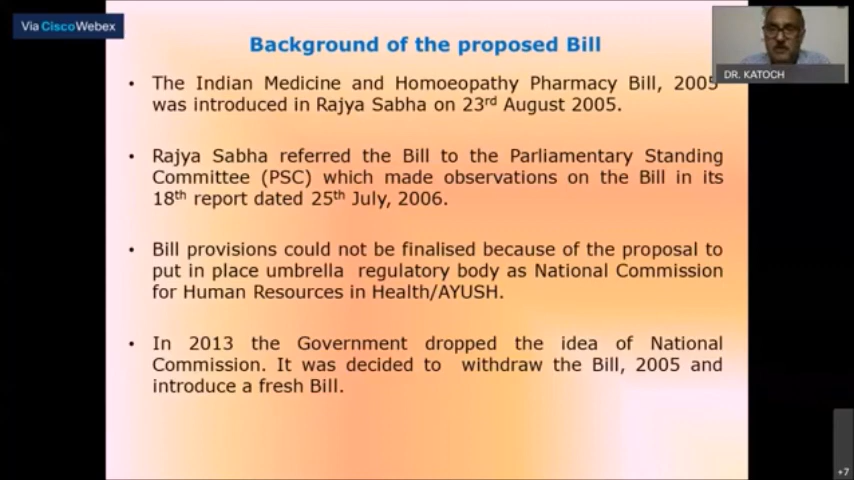 Via Cisco Webex
DR. KATOCH
Background of the proposed Bill
• The Indian Medicine and Homoeopathy Pharmacy Bill, 2005
was introduced in Rajya Sabha on 23rd August 2005.
• Rajya Sabha referred the Bill to the Parliamentary Standing
Committee (PSC) which made observations on the Bill in its
18th report dated 25th July, 2006.
• Bill provisions could not be finalised because of the proposal to
put in place umbrella regulatory body as National Commission
for Human Resources in Health/AYUSH.
• In 2013 the Government dropped the idea of National
Commission. It was decided to withdraw the Bill, 2005 and
introduce a fresh Bill.
+7